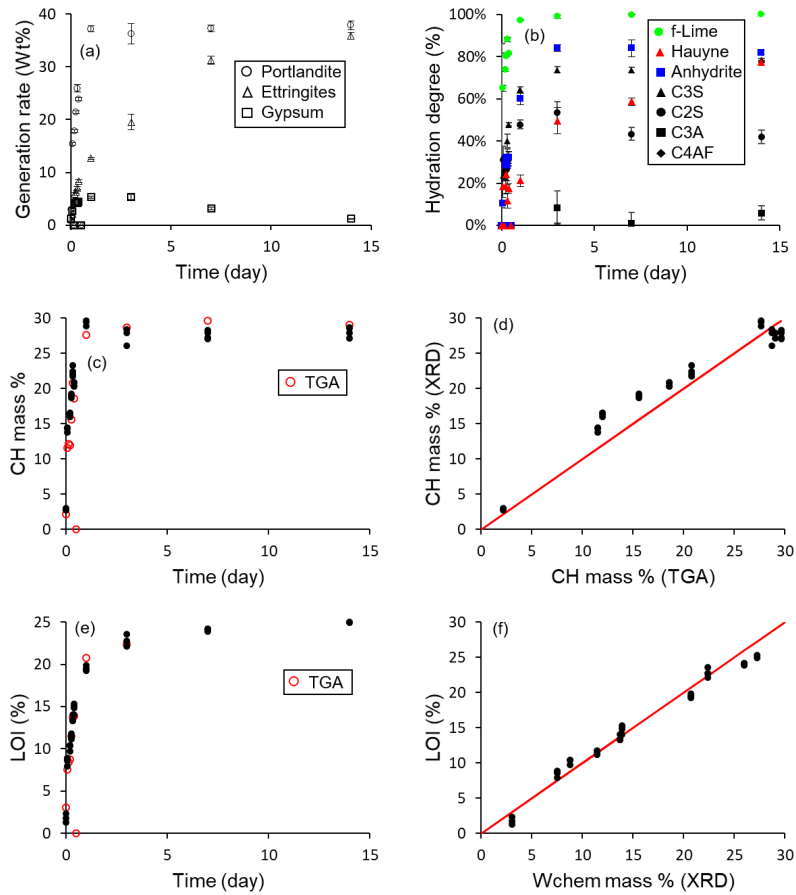 Generation rate (Wt%)
40
30
20
10
0
(a)
Portlandite
Ettringites
Gypsum
0
5
10
15
Time (day)
Hydration degree (%)
100%
80%
60%
40%
20%
0%
(b)
f-Lime
Hauyne
Anhydrite
C3S
C2S
C3A
C4AF
0
5
10
15
Time (day)
CH mass %
30
25
20
15
10
5
0
(c)
TGA
0
5
10
15
Time (day)
CH mass % (XRD)
30
25
20
15
10
5
0
(d)
0
5
10
15
20
25
30
CH mass % (TGA)
LOI (%)
25
20
15
10
5
0
(e)
TGA
0
5
10
15
Time (day)
LOI (%)
30
25
20
15
10
5
0
(f)
0
5
10
15
20
25
30
Wchem mass % (XRD)